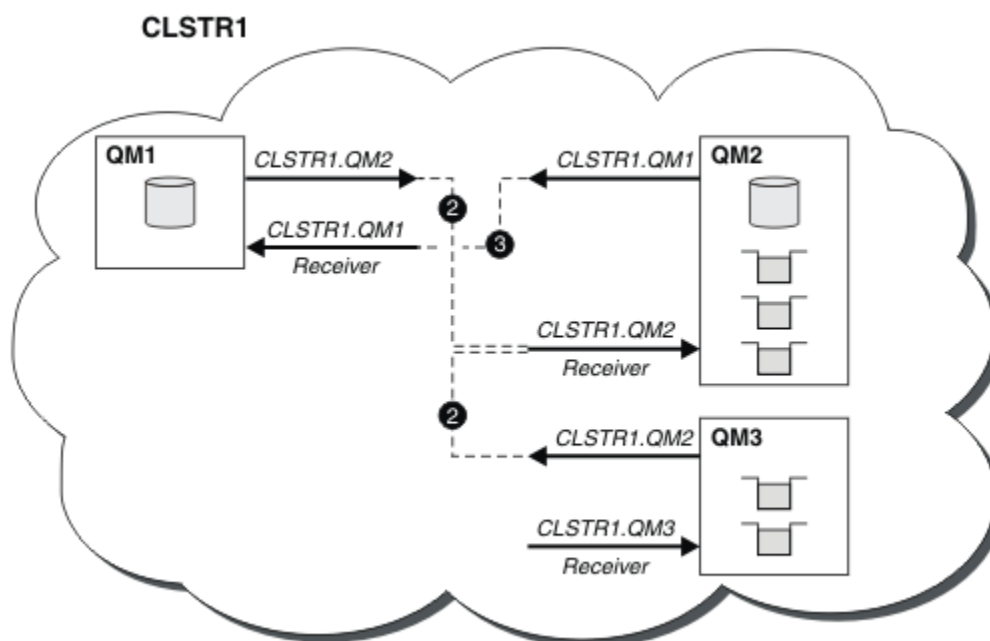 CLSTR1
QM1
CLSTR1.QM2
CLSTR1.QM1
QM2
2
CLSTR1.QM1
3
Receiver
CLSTR1.QM2
Receiver
2
CLSTR1.QM2
QM3
CLSTR1.QM3
Receiver